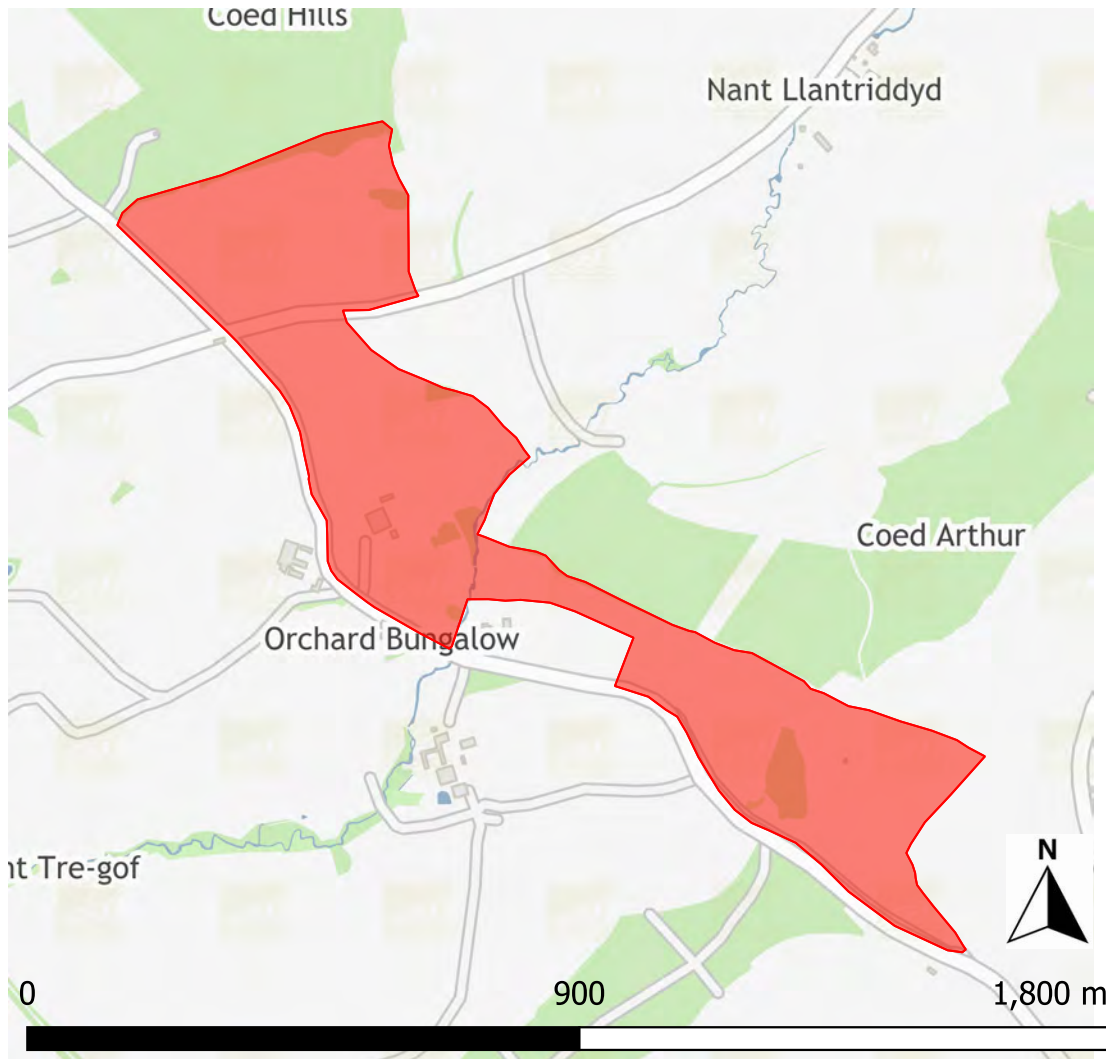 Coed Hills
Nant Llantriddyd
Coed Arthur
Orchard Bungalow
nt Tre-gof
N
0 900 1,800 m